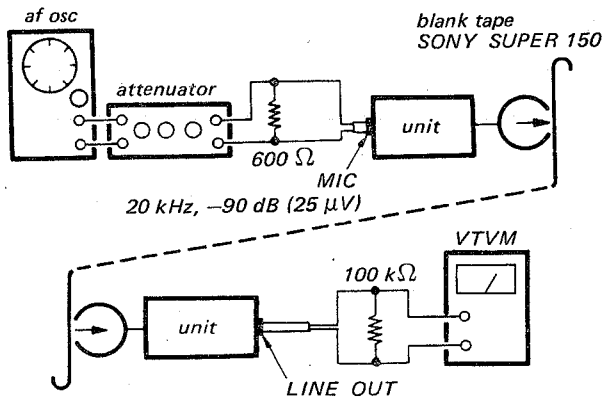 af osc
blank tape
SONY SUPER 150
attenuator
unit
600 Ω
MIC
20 kHz, −90 dB (25 μV)
VTVM
100 kΩ
unit
LINE OUT